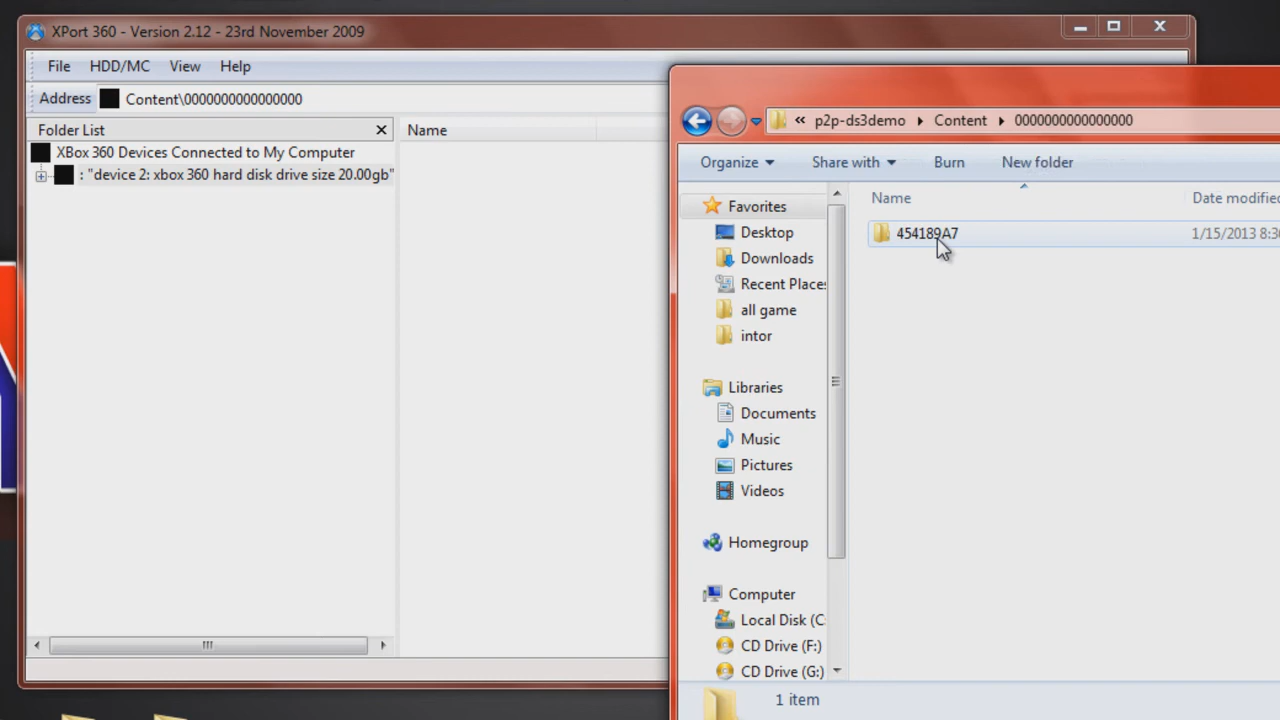 XPort 360 - Version 2.12 - 23rd November 2009
File HDD/MC View Help
Address Content\0000000000000000
Folder List
Name
XBox 360 Devices Connected to My Computer
: "device 2: xbox 360 hard disk drive size 20.00gb"
p2p-ds3demo Content 0000000000000000
Organize Share with Burn New folder
Name Date modified
454189A7 1/15/2013 8:3
Favorites
Desktop
Downloads
Recent Places
all game
intor
Libraries
Documents
Music
Pictures
Videos
Homegroup
Computer
Local Disk (C
CD Drive (F:)
CD Drive (G:)
1 item